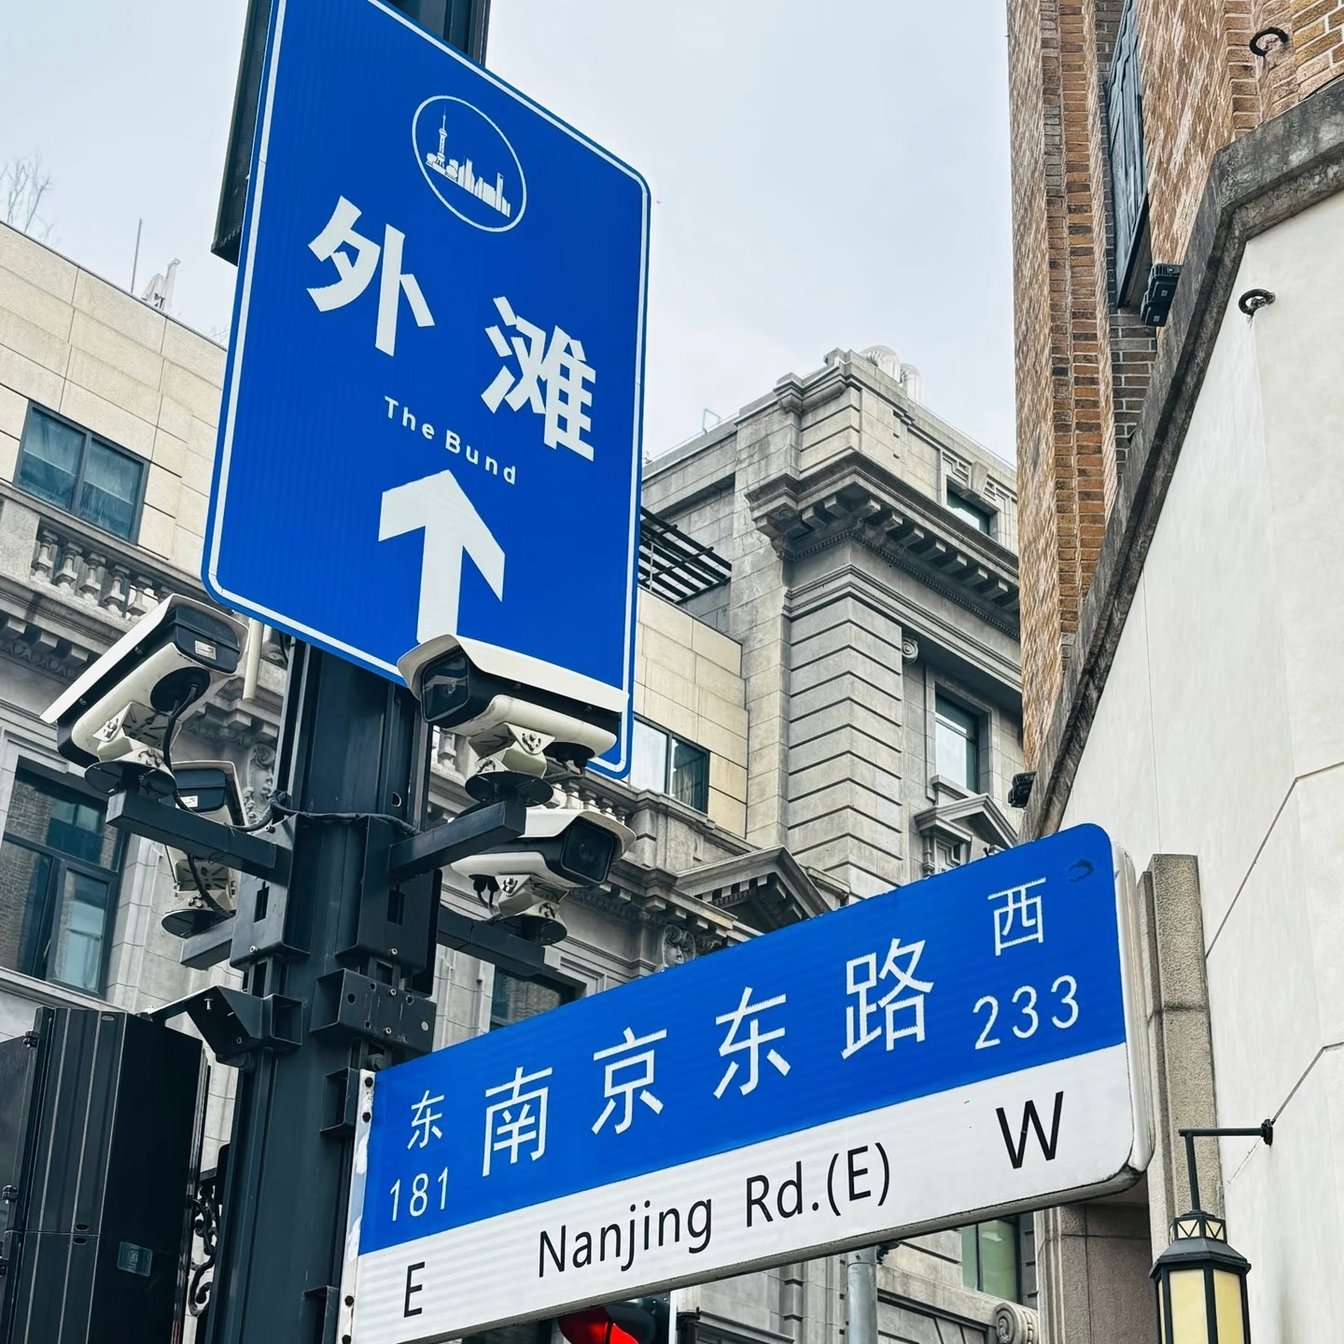 外滩
The Bund
东 南京东路 西
181 233
E Nanjing Rd.(E) W